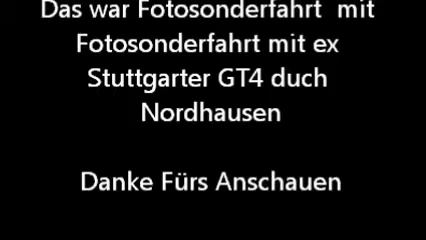 Das war Fotosonderfahrt  mit
Fotosonderfahrt mit ex
Stuttgarter GT4 duch
Nordhausen
Danke Fürs Anschauen